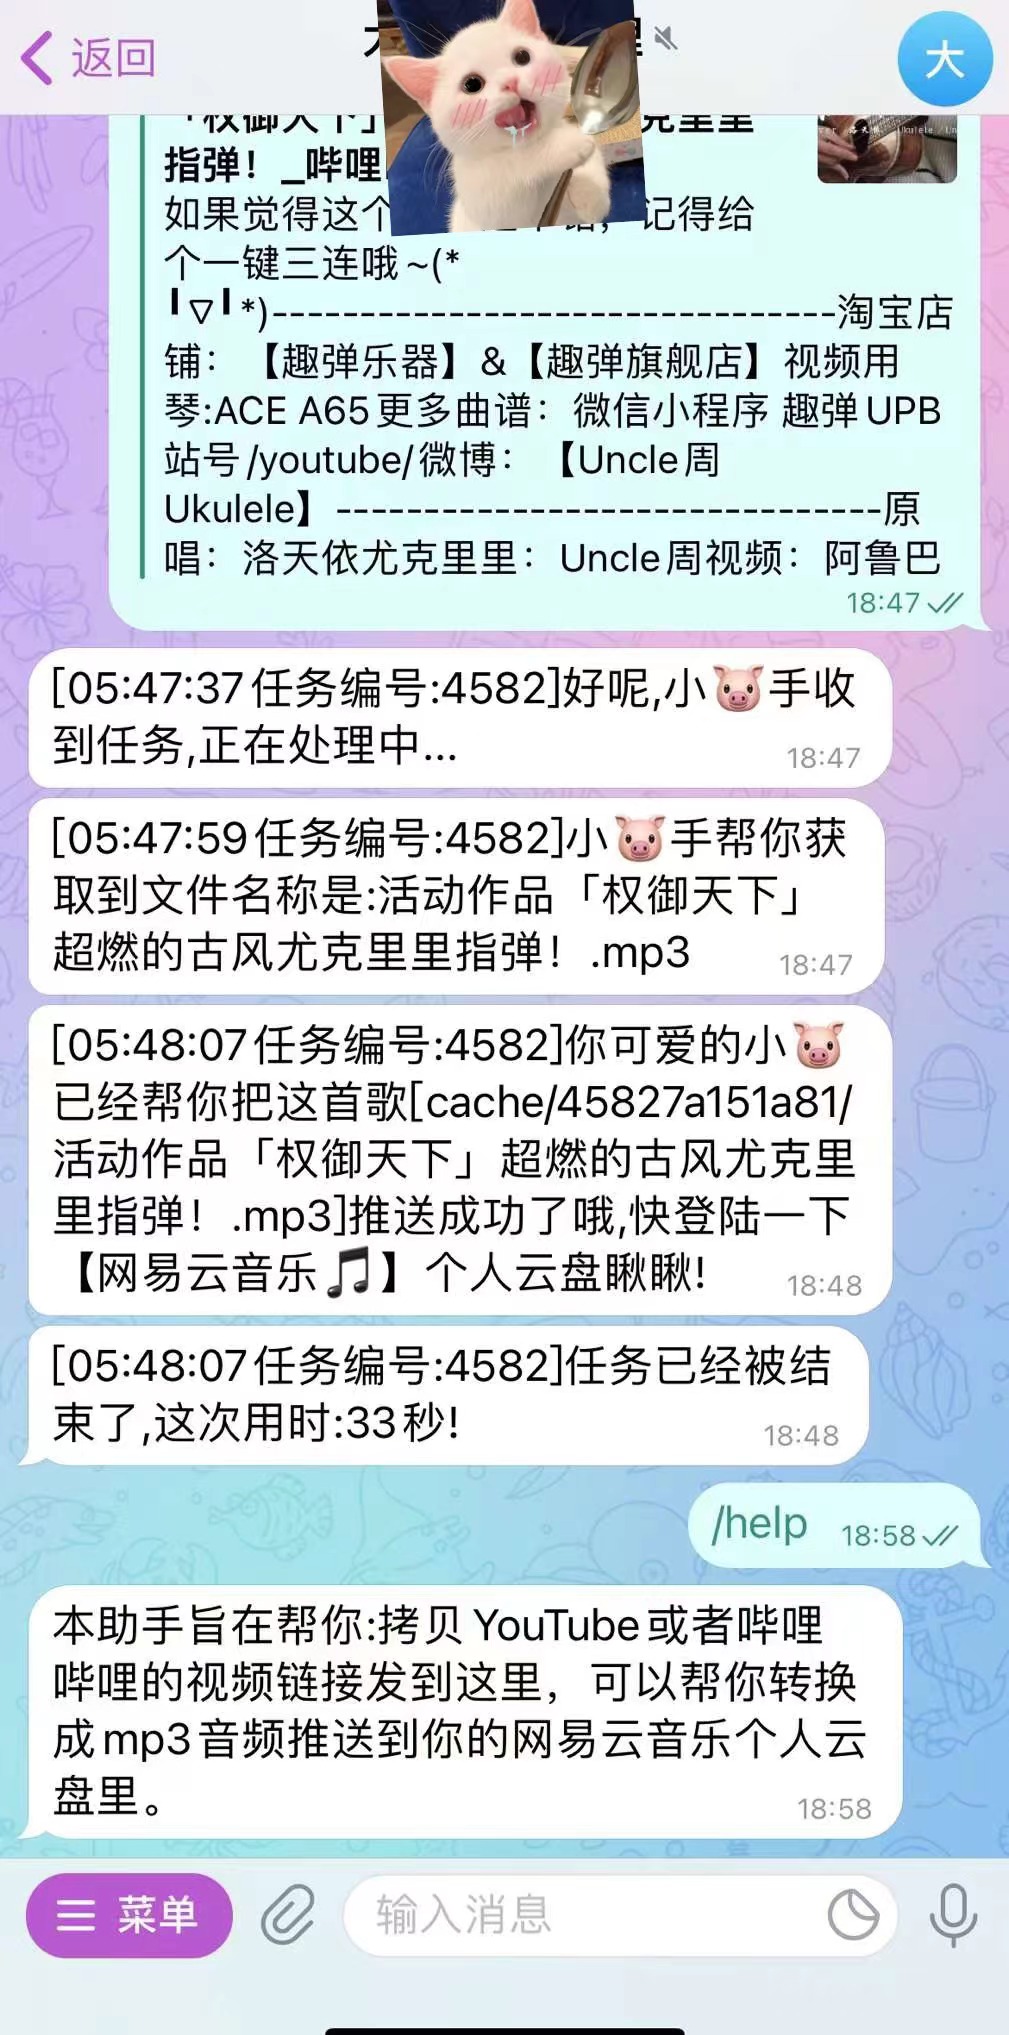 返回
大
「权御天下」 克里里
指弹！_哔哩
如果觉得这个 记得给
个一键三连哦~(*
╹▽╹*)--------------------------------淘宝店
铺：【趣弹乐器】&【趣弹旗舰店】视频用
琴:ACE A65更多曲谱：微信小程序 趣弹UPB
站号/youtube/微博：【Uncle周
Ukulele】-------------------------------原
唱：洛天依尤克里里：Uncle周视频：阿鲁巴
18:47
[05:47:37任务编号:4582]好呢,小🐷手收
到任务,正在处理中...
18:47
[05:47:59任务编号:4582]小🐷手帮你获
取到文件名称是:活动作品「权御天下」
超燃的古风尤克里里指弹！.mp3
18:47
[05:48:07任务编号:4582]你可爱的小🐷
已经帮你把这首歌[cache/45827a151a81/
活动作品「权御天下」超燃的古风尤克里
里指弹！.mp3]推送成功了哦,快登陆一下
【网易云音乐🎵】个人云盘瞅瞅!
18:48
[05:48:07任务编号:4582]任务已经被结
束了,这次用时:33秒!
18:48
/help
18:58
本助手旨在帮你:拷贝YouTube或者哔哩
哔哩的视频链接发到这里，可以帮你转换
成mp3音频推送到你的网易云音乐个人云
盘里。
18:58
菜单
输入消息